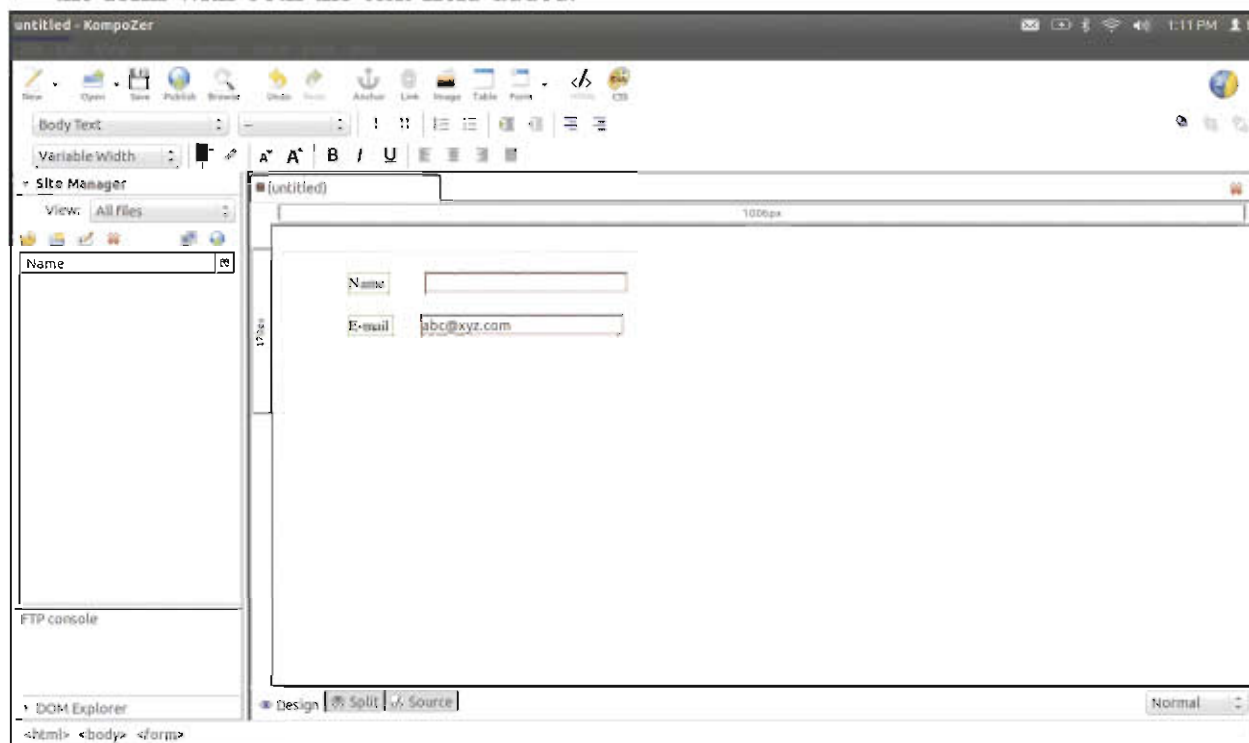 untitled - KompoZer
1:11 PM
New Open Save Publish Browse Undo Anchor Link Image Table Form CSS
Body Text
Variable Width
A A B I U
Site Manager
(untitled)
View: All files
1006px
Name
Name
E-mail abc@xyz.com
FTP console
DOM Explorer
Design Split Source
Normal
<html> <body> </form>